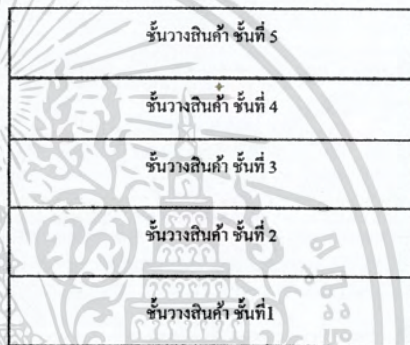 ชั้นวางสินค้า ชั้นที่ 5
ชั้นวางสินค้า ชั้นที่ 4
ชั้นวางสินค้า ชั้นที่ 3
ชั้นวางสินค้า ชั้นที่ 2
ชั้นวางสินค้า ชั้นที่1